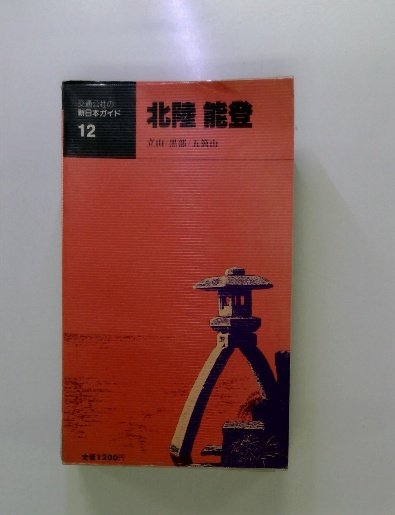 交通公社の
新日本ガイド
12
北陸 能登
立山/黒部/五箇山
定価1200円